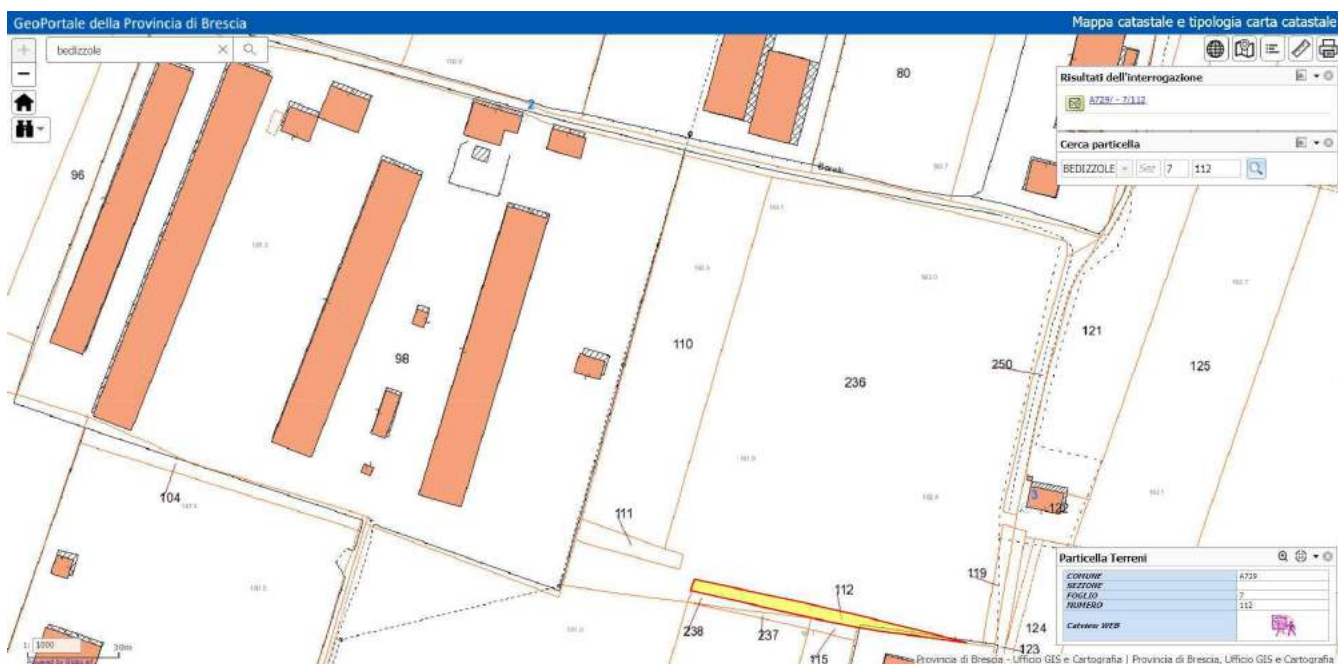 GeoPortale della Provincia di Brescia
Mappa catastale e tipologia carta catastale
bedizzole
Risultati dell'interrogazione
A729/ - 7/112
Cerca particella
BEDIZZOLE Sez 7 112
2
80
96
98
110
236
250
121
125
104
111
112
3
122
119
238
237
115
124
123
Particella Terreni
COMUNE A729
SEZIONE
FOGLIO 7
NUMERO 112
Catview WEB
1: 1000
30m
Provincia di Brescia - Ufficio GIS e Cartografia | Provincia di Brescia, Ufficio GIS e Cartografia